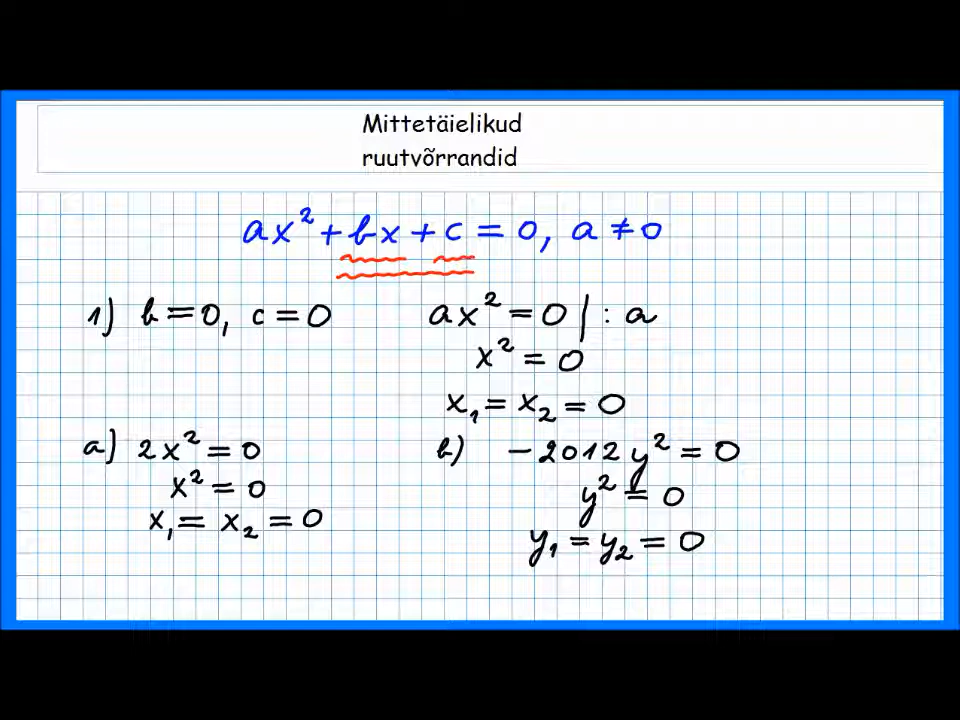 Mittetäielikud
ruutvõrrandid
ax² + bx + c = 0, a ≠ 0
1) b = 0, c = 0
ax² = 0 | : a
x² = 0
x₁ = x₂ = 0
a) 2x² = 0
x² = 0
x₁ = x₂ = 0
b) -2012y² = 0
y² = 0
y₁ = y₂ = 0